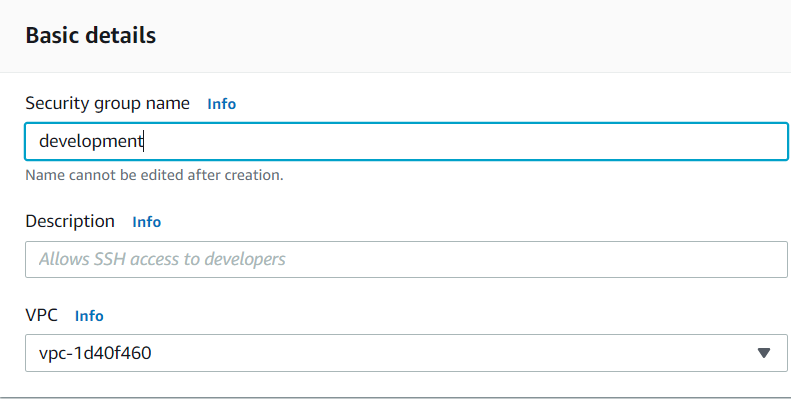 Basic details
Security group name Info
development
Name cannot be edited after creation.
Description Info
Allows SSH access to developers
VPC Info
vpc-1d40f460